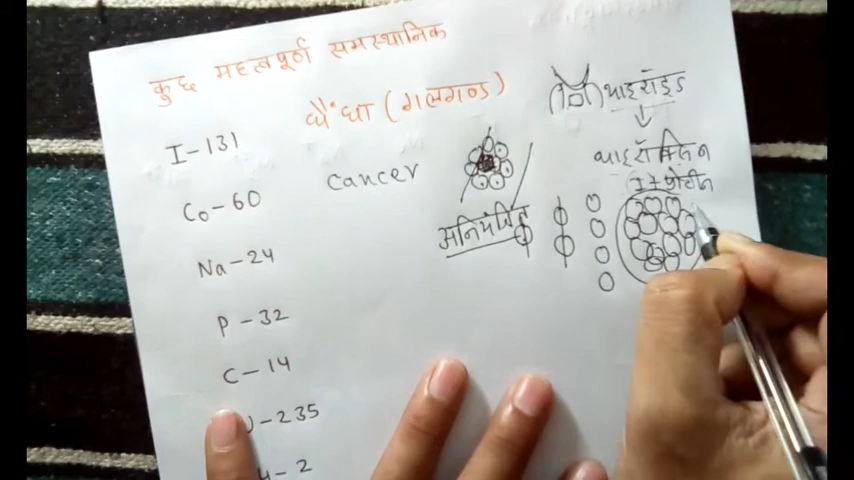 कुछ महत्वपूर्ण समस्थानिक
घेंघा (गलगण्ड)
थाइरॉइड
I-131
थाइरॉक्सिन
I + प्रोटीन
Cancer
Co-60
अनियंत्रित
Na-24
P-32
C-14
U-235
-2